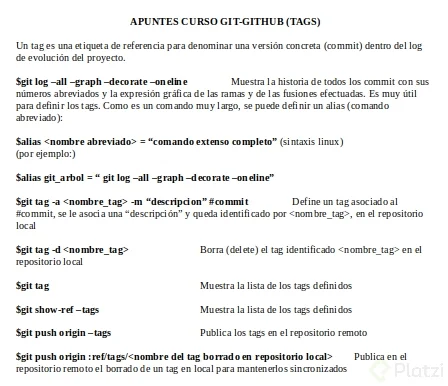 APUNTES CURSO GIT-GITHUB (TAGS)
Un tag es una etiqueta de referencia para denominar una versión concreta (commit) dentro del log
de evolución del proyecto.
$git log –all –graph –decorate –oneline Muestra la historia de todos los commit con sus
números abreviados y la expresión gráfica de las ramas y de las fusiones efectuadas. Es muy útil
para definir los tags. Como es un comando muy largo, se puede definir un alias (comando
abreviado):
$alias <nombre abreviado> = “comando extenso completo” (sintaxis linux)
(por ejemplo:)
$alias git_arbol = “ git log –all –graph –decorate –oneline”
$git tag -a <nombre_tag> -m “descripcion” #commit Define un tag asociado al
#commit, se le asocia una “descripción” y queda identificado por <nombre_tag>, en el repositorio
local
$git tag -d <nombre_tag> Borra (delete) el tag identificado <nombre_tag> en el
repositorio local
$git tag Muestra la lista de los tags definidos
$git show-ref –tags Muestra la lista de los tags definidos
$git push origin –tags Publica los tags en el repositorio remoto
$git push origin :ref/tags/<nombre del tag borrado en repositorio local> Publica en el
repositorio remoto el borrado de un tag en local para mantenerlos sincronizados
Platzi